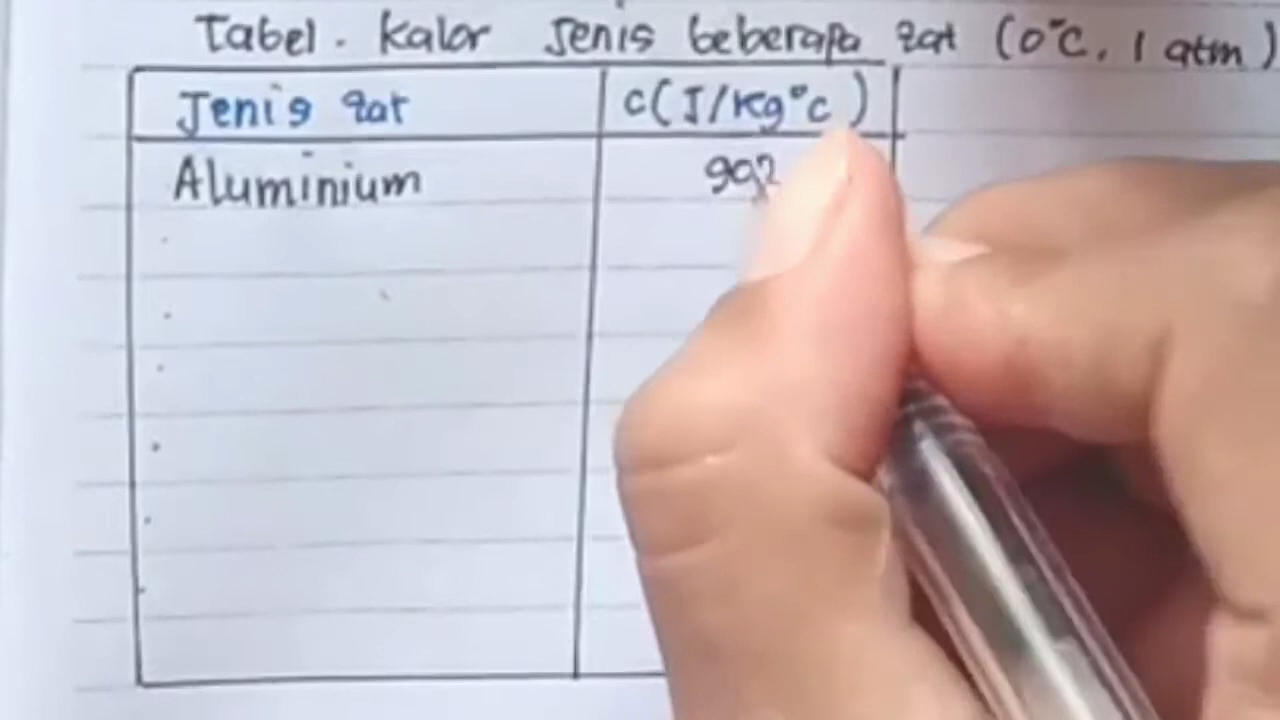 Tabel. Kalor Jenis beberapa zat (0°C, 1 atm)
Jenis zat c(J/Kg°C)
Aluminium